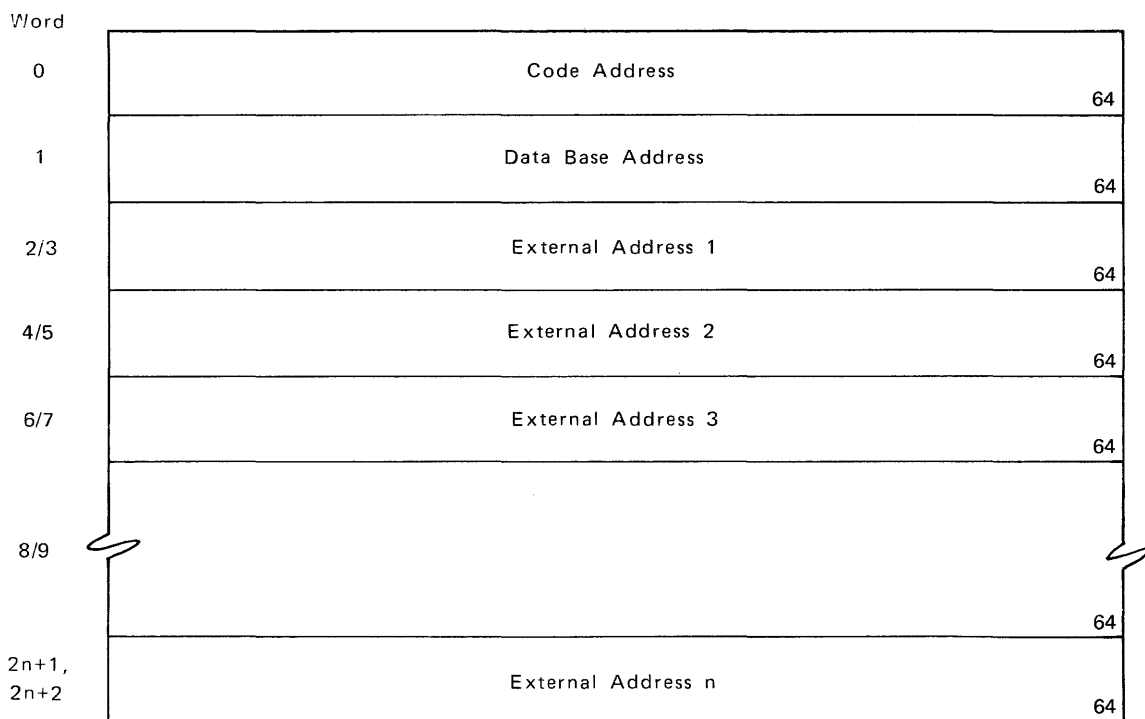 Word
0
Code Address
64
1
Data Base Address
64
2/3
External Address 1
64
4/5
External Address 2
64
6/7
External Address 3
64
8/9
64
2n+1,
2n+2
External Address n
64